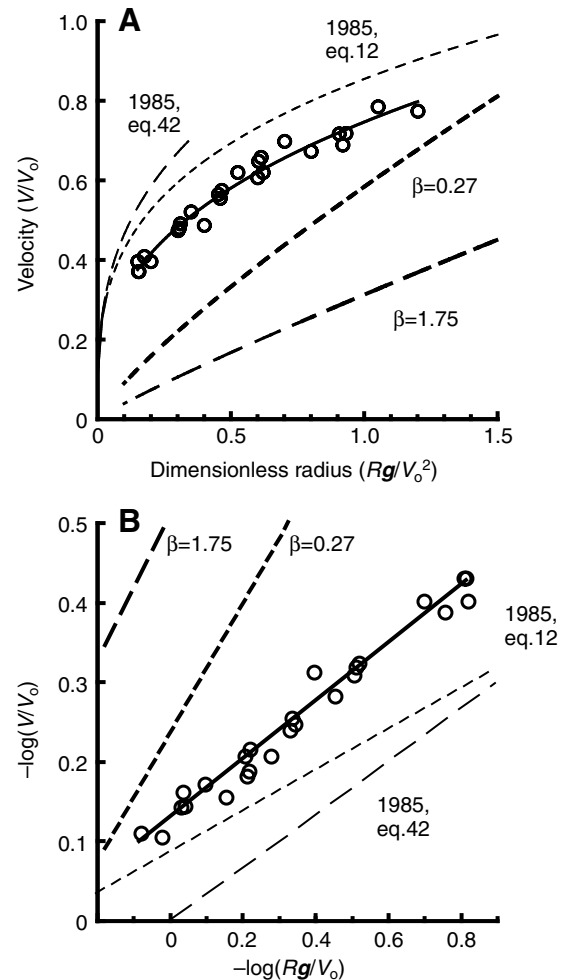 A
1.0
0.8
0.6
0.4
0.2
0
Velocity (V/Vo)
1985,
eq.12
1985,
eq.42
β=0.27
β=1.75
0
0.5
1.0
1.5
Dimensionless radius (Rg/Vo²)
B
0.5
0.4
0.3
0.2
0.1
0
–log(V/Vo)
β=1.75
β=0.27
1985,
eq.12
1985,
eq.42
0
0.2
0.4
0.6
0.8
–log(Rg/Vo)